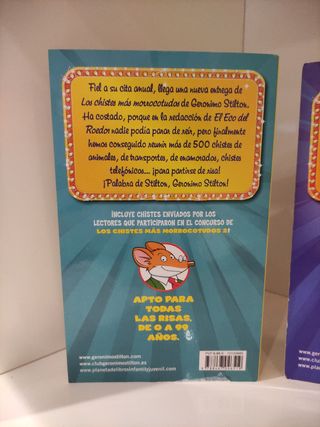 Fiel a su cita anual, llega una nueva entrega de
Los chistes más morrocotudos de Geronimo Stilton.
Ha costado, porque en la redacción de El Eco del
Roedor nadie podía parar de reír, pero finalmente
hemos conseguido reunir más de 500 chistes de
animales, de transportes, de enamorados, chistes
telefónicos... ¡para partirse de risa!
¡Palabra de Stilton, Geronimo Stilton!
¡INCLUYE CHISTES ENVIADOS POR LOS
LECTORES QUE PARTICIPARON EN EL CONCURSO DE
LOS CHISTES MÁS MORROCOTUDOS 8!
APTO PARA
TODAS
LAS RISAS,
DE 0 A 99
AÑOS.
www.geronimostilton.com
www.clubgeronimostilton.es
www.planetadelibrosinfantilyjuvenil.com